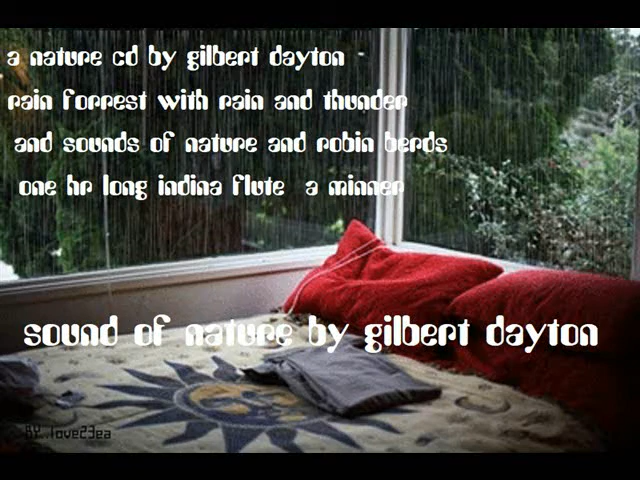 a nature cd by gilbert dayton -
rain forrest with rain and thunder
and sounds of nature and robin berds
one hr long indina flute a minner
sound of nature by gilbert dayton
BY..love23ea